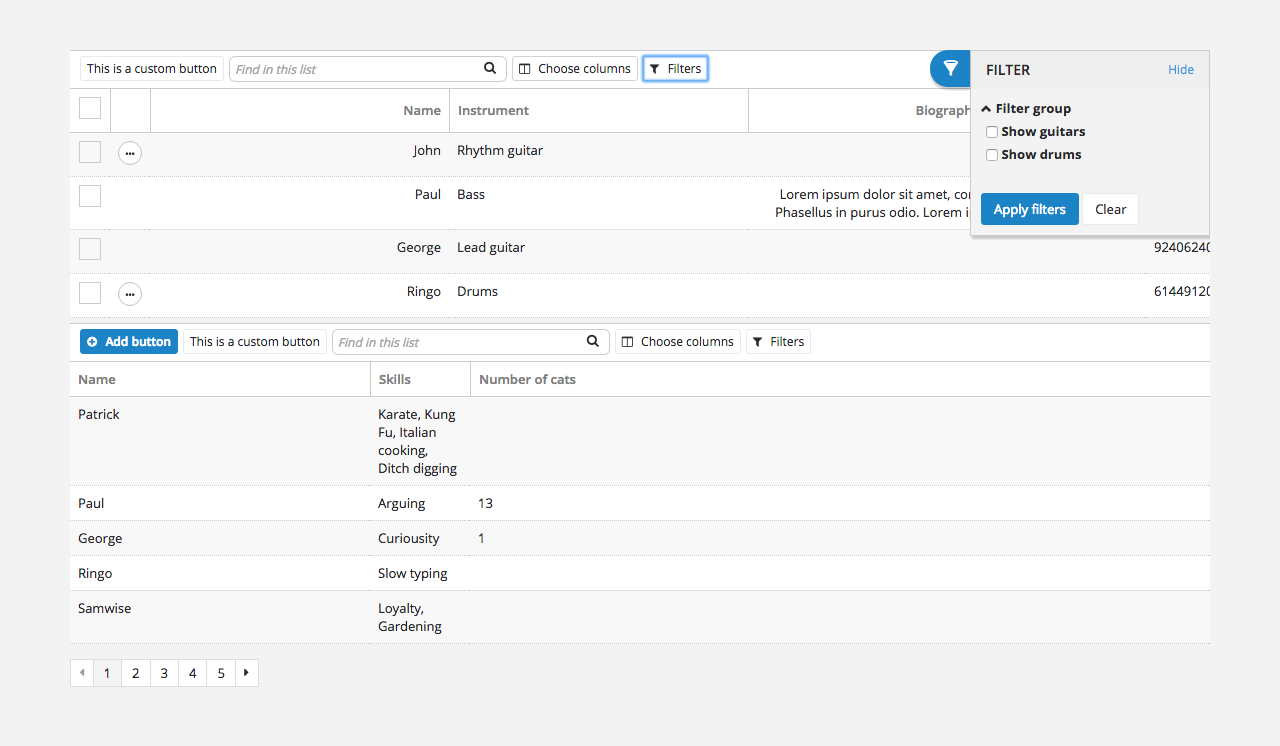 This is a custom button Find in this list Choose columns Filters
FILTER Hide
Filter group
Show guitars
Show drums
Apply filters Clear
Name Instrument Biograph
John Rhythm guitar
Paul Bass Lorem ipsum dolor sit amet, con
Phasellus in purus odio. Lorem i
George Lead guitar 92406240
Ringo Drums 61449120
Add button This is a custom button Find in this list Choose columns Filters
Name Skills Number of cats
Patrick Karate, Kung
Fu, Italian
cooking,
Ditch digging
Paul Arguing 13
George Curiousity 1
Ringo Slow typing
Samwise Loyalty,
Gardening
1 2 3 4 5